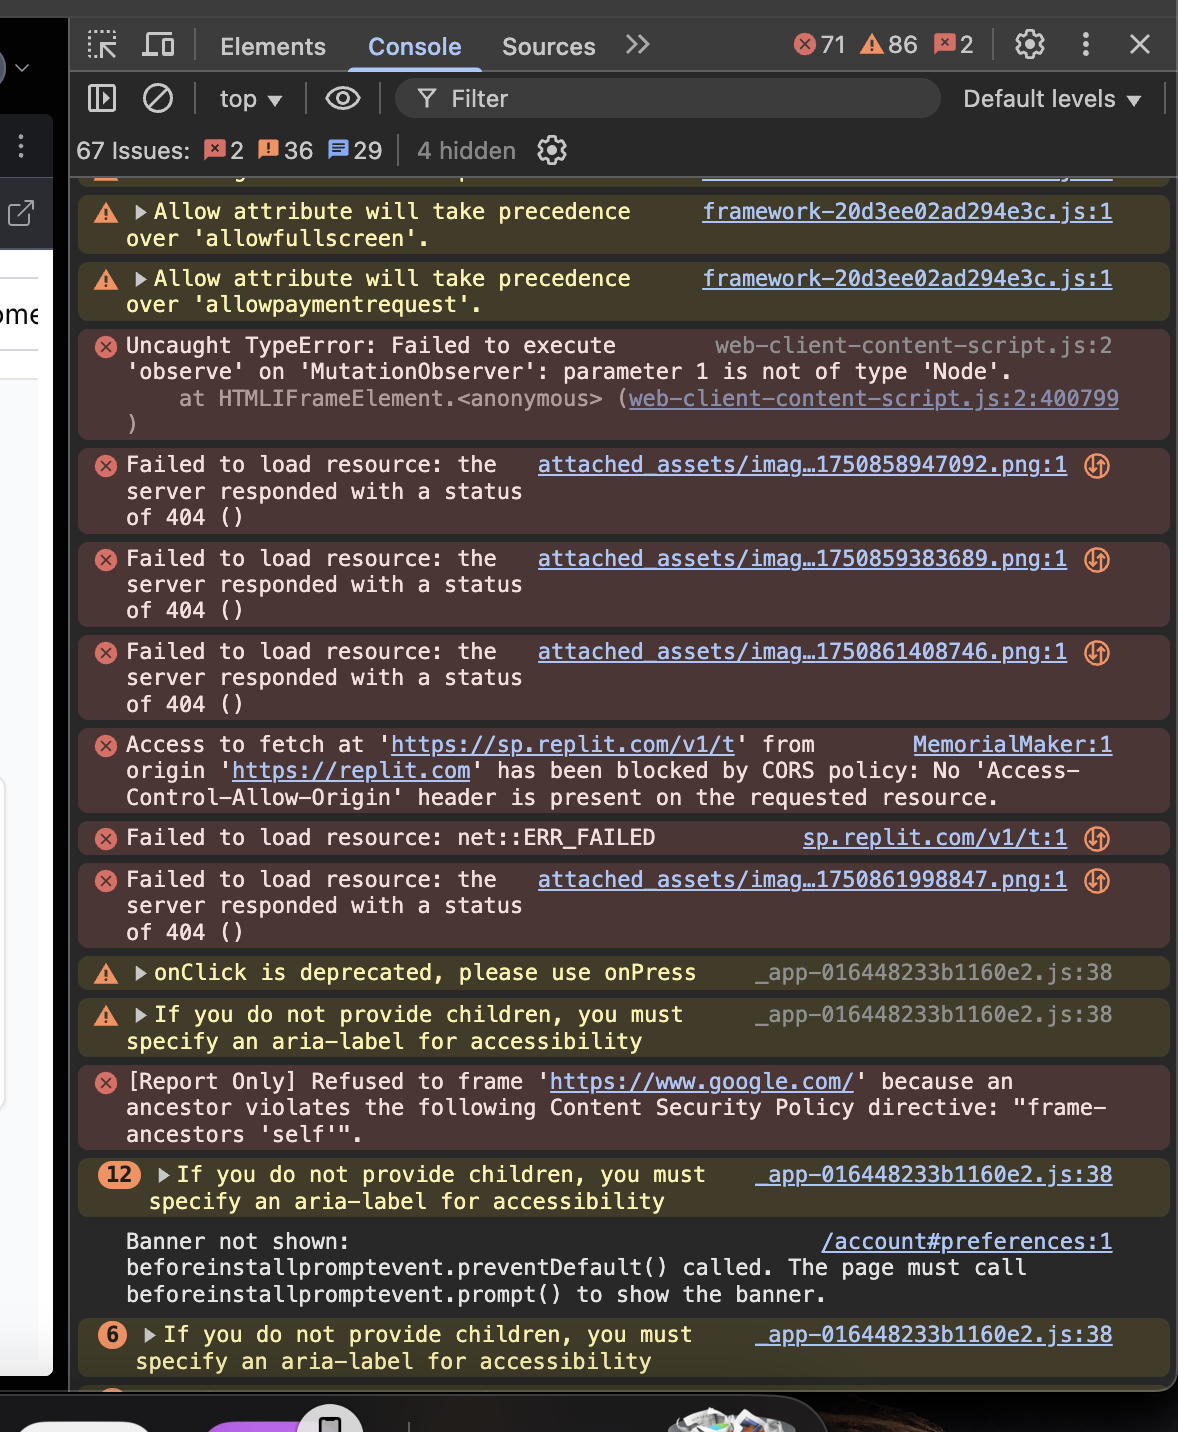 Elements Console Sources
71 86 2
top Filter Default levels
67 Issues: 2 36 29 4 hidden
Allow attribute will take precedence framework-20d3ee02ad294e3c.js:1
over 'allowfullscreen'.
Allow attribute will take precedence framework-20d3ee02ad294e3c.js:1
over 'allowpaymentrequest'.
Uncaught TypeError: Failed to execute web-client-content-script.js:2
'observe' on 'MutationObserver': parameter 1 is not of type 'Node'.
at HTMLIFrameElement.<anonymous> (web-client-content-script.js:2:400799
)
Failed to load resource: the attached_assets/imag…1750858947092.png:1
server responded with a status
of 404 ()
Failed to load resource: the attached_assets/imag…1750859383689.png:1
server responded with a status
of 404 ()
Failed to load resource: the attached_assets/imag…1750861408746.png:1
server responded with a status
of 404 ()
Access to fetch at 'https://sp.replit.com/v1/t' from MemorialMaker:1
origin 'https://replit.com' has been blocked by CORS policy: No 'Access-
Control-Allow-Origin' header is present on the requested resource.
Failed to load resource: net::ERR_FAILED sp.replit.com/v1/t:1
Failed to load resource: the attached_assets/imag…1750861998847.png:1
server responded with a status
of 404 ()
onClick is deprecated, please use onPress _app-016448233b1160e2.js:38
If you do not provide children, you must _app-016448233b1160e2.js:38
specify an aria-label for accessibility
[Report Only] Refused to frame 'https://www.google.com/' because an
ancestor violates the following Content Security Policy directive: "frame-
ancestors 'self'".
12 If you do not provide children, you must _app-016448233b1160e2.js:38
specify an aria-label for accessibility
Banner not shown: /account#preferences:1
beforeinstallpromptevent.preventDefault() called. The page must call
beforeinstallpromptevent.prompt() to show the banner.
6 If you do not provide children, you must _app-016448233b1160e2.js:38
specify an aria-label for accessibility